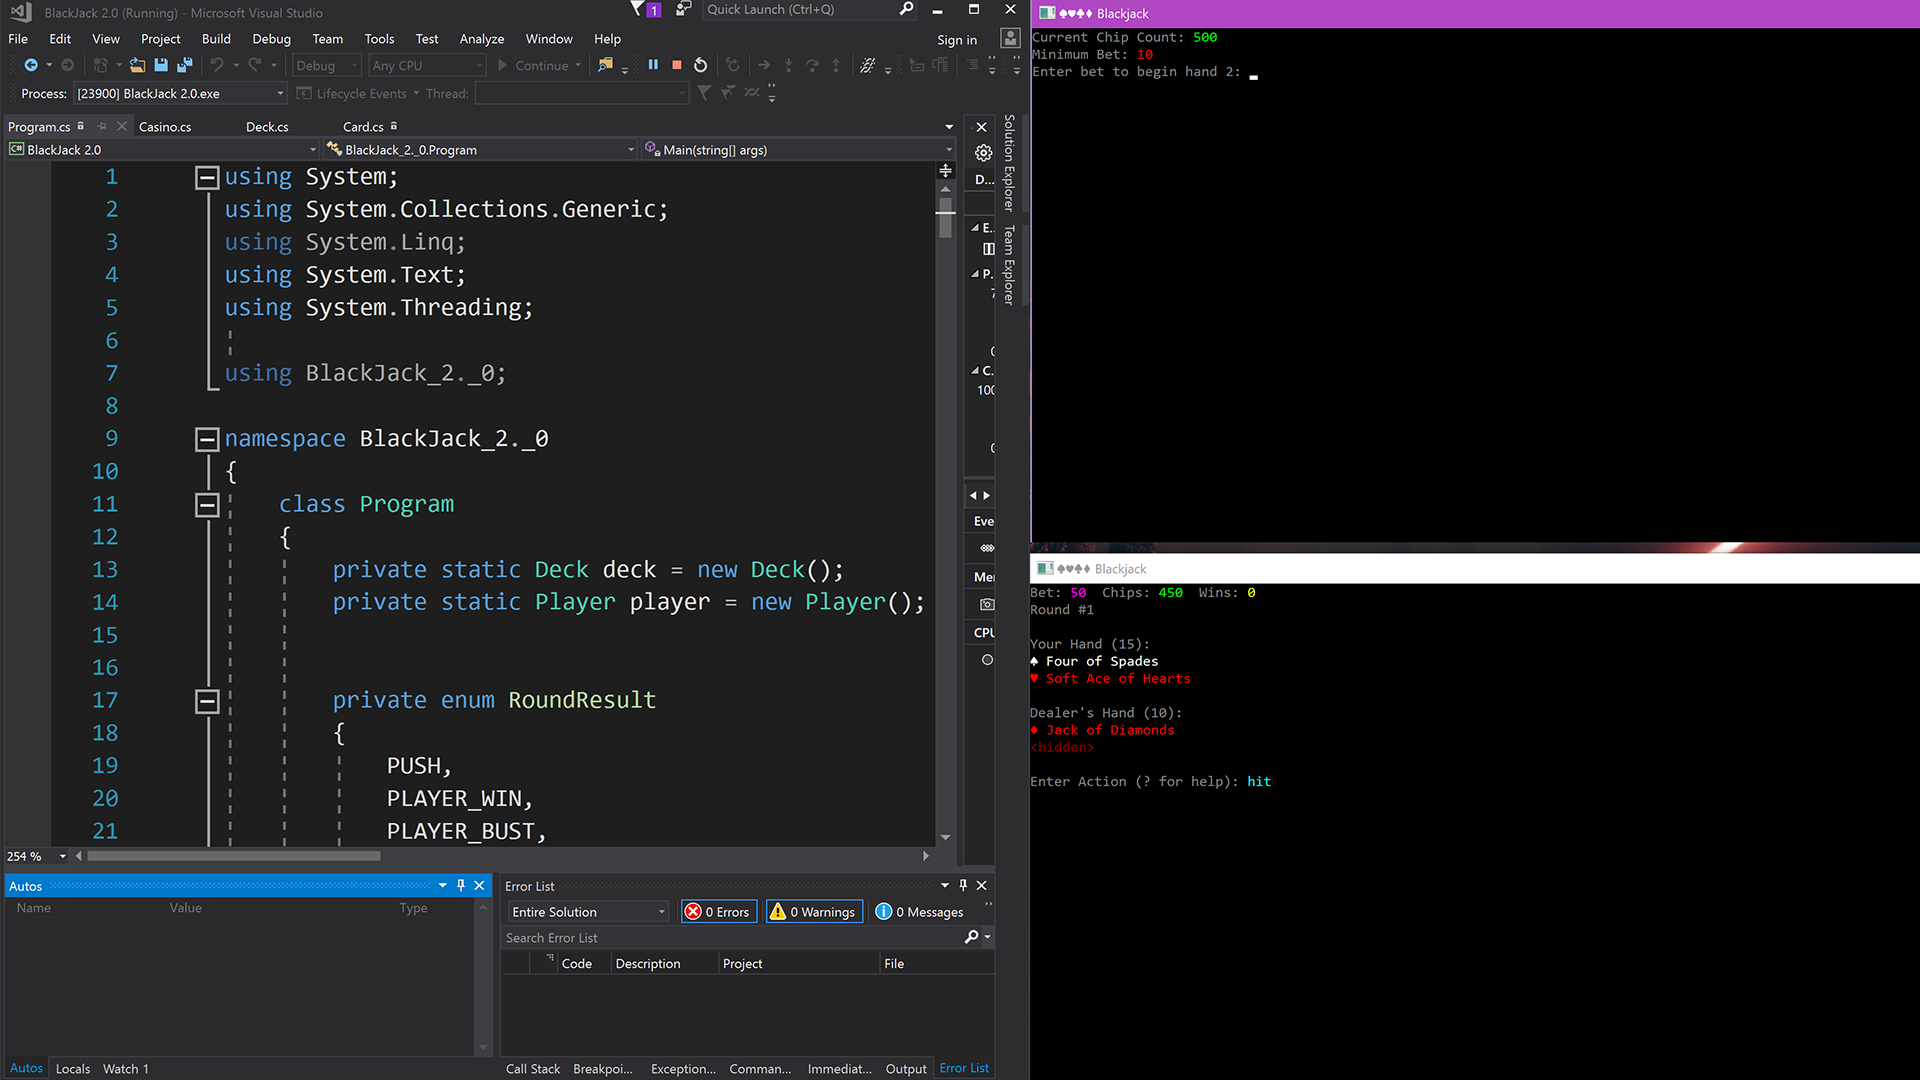 BlackJack 2.0 (Running) - Microsoft Visual Studio
1
Quick Launch (Ctrl+Q)
File Edit View Project Build Debug Team Tools Test Analyze Window Help
Sign in
Debug Any CPU Continue
Process: [23900] BlackJack 2.0.exe Lifecycle Events Thread:
Program.cs Casino.cs Deck.cs Card.cs
C# BlackJack 2.0 BlackJack_2._0.Program Main(string[] args)
1 using System;
2 using System.Collections.Generic;
3 using System.Linq;
4 using System.Text;
5 using System.Threading;
6
7 using BlackJack_2._0;
8
9 namespace BlackJack_2._0
10 {
11 class Program
12 {
13 private static Deck deck = new Deck();
14 private static Player player = new Player();
15
16
17 private enum RoundResult
18 {
19 PUSH,
20 PLAYER_WIN,
21 PLAYER_BUST,
254 %
D...
E.
P.
C.
100
Eve
Mer
CPU
Solution Explorer
Team Explorer
Autos
Name Value Type
Autos Locals Watch 1
Error List
Entire Solution 0 Errors 0 Warnings 0 Messages
Search Error List
Code Description Project File
Call Stack Breakpoi... Exception... Comman... Immediat... Output Error List
♠♥♣♦ Blackjack
Current Chip Count: 500
Minimum Bet: 10
Enter bet to begin hand 2: _
♠♥♣♦ Blackjack
Bet: 50 Chips: 450 Wins: 0
Round #1
Your Hand (15):
♠ Four of Spades
♥ Soft Ace of Hearts
Dealer's Hand (10):
♦ Jack of Diamonds
<hidden>
Enter Action (? for help): hit